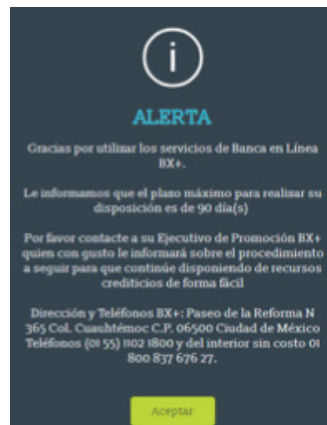 i
ALERTA
Gracias por utilizar los servicios de Banca en Línea
BX+.
Le informamos que el plazo máximo para realizar su
disposición es de 90 día(s)
Por favor contacte a su Ejecutivo de Promoción BX+
quien con gusto le informará sobre el procedimiento
a seguir para que continúe disponiendo de recursos
crediticios de forma fácil
Dirección y Teléfonos BX+: Paseo de la Reforma N
365 Col. Cuauhtémoc C.P. 06500 Ciudad de México
Teléfonos (01 55) 1102 1800 y del interior sin costo 01
800 837 676 27.
Aceptar